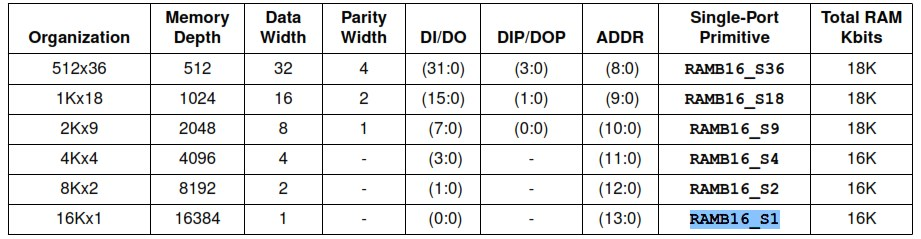 Organization Memory Depth Data Width Parity Width DI/DO DIP/DOP ADDR Single-Port Primitive Total RAM Kbits
512x36 512 32 4 (31:0) (3:0) (8:0) RAMB16_S36 18K
1Kx18 1024 16 2 (15:0) (1:0) (9:0) RAMB16_S18 18K
2Kx9 2048 8 1 (7:0) (0:0) (10:0) RAMB16_S9 18K
4Kx4 4096 4 - (3:0) - (11:0) RAMB16_S4 16K
8Kx2 8192 2 - (1:0) - (12:0) RAMB16_S2 16K
16Kx1 16384 1 - (0:0) - (13:0) RAMB16_S1 16K